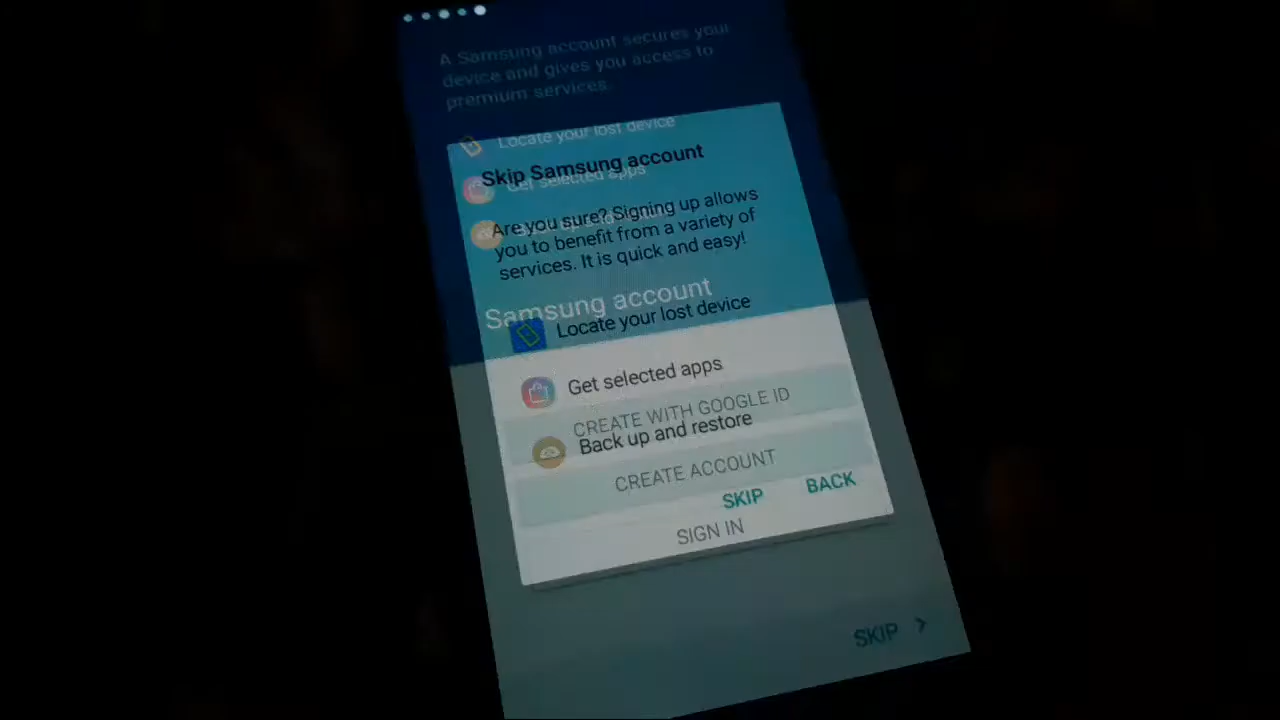 A Samsung account secures your
device and gives you access to
premium services.
Locate your lost device
Skip Samsung account
Get selected apps
Are you sure? Signing up allows
you to benefit from a variety of
services. It is quick and easy!
Samsung account
Locate your lost device
Get selected apps
CREATE WITH GOOGLE ID
Back up and restore
CREATE ACCOUNT
SKIP BACK
SIGN IN
SKIP >